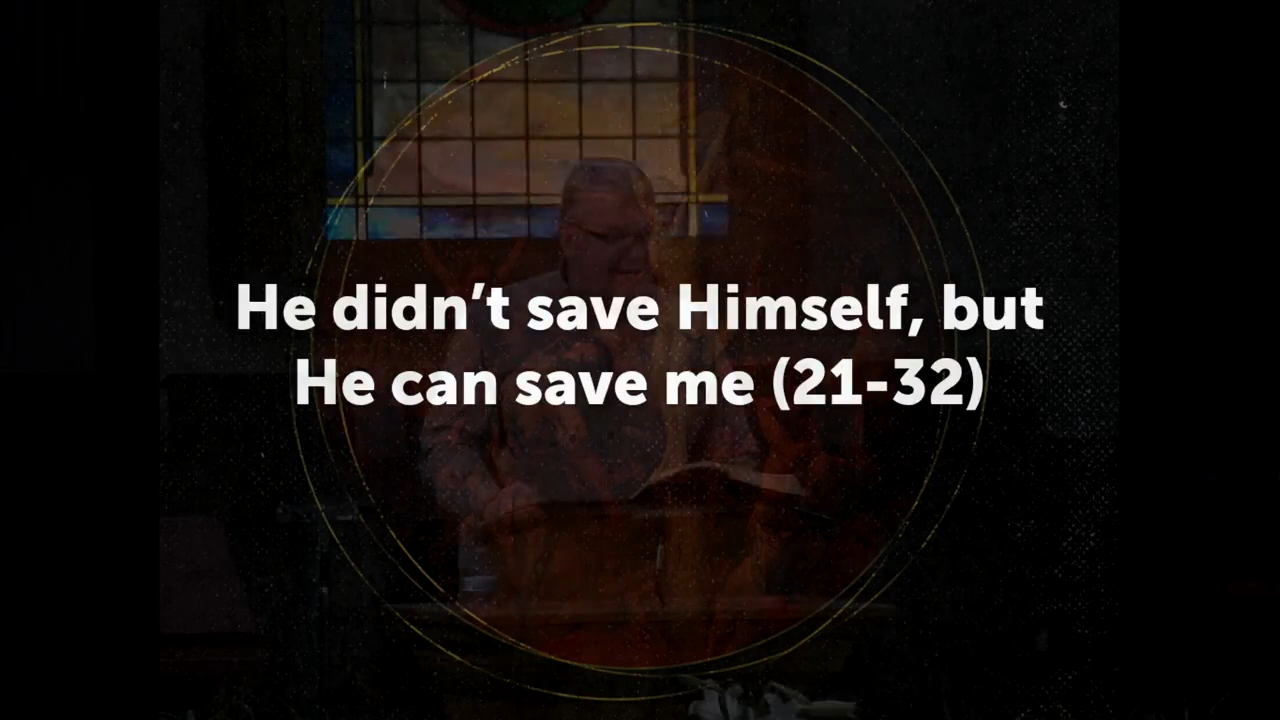 He didn’t save Himself, but
He can save me (21-32)